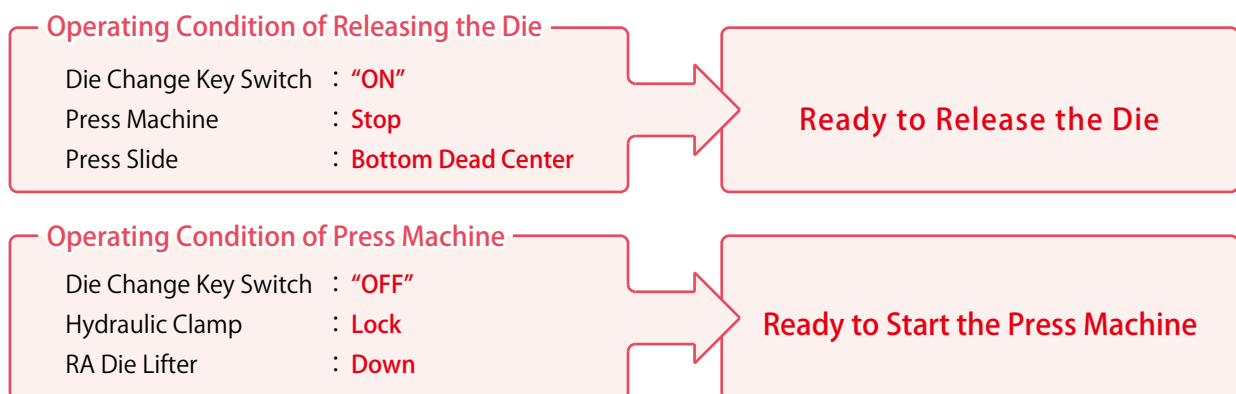 Operating Condition of Releasing the Die
Die Change Key Switch : “ON”
Press Machine : Stop
Press Slide : Bottom Dead Center
Ready to Release the Die
Operating Condition of Press Machine
Die Change Key Switch : “OFF”
Hydraulic Clamp : Lock
RA Die Lifter : Down
Ready to Start the Press Machine